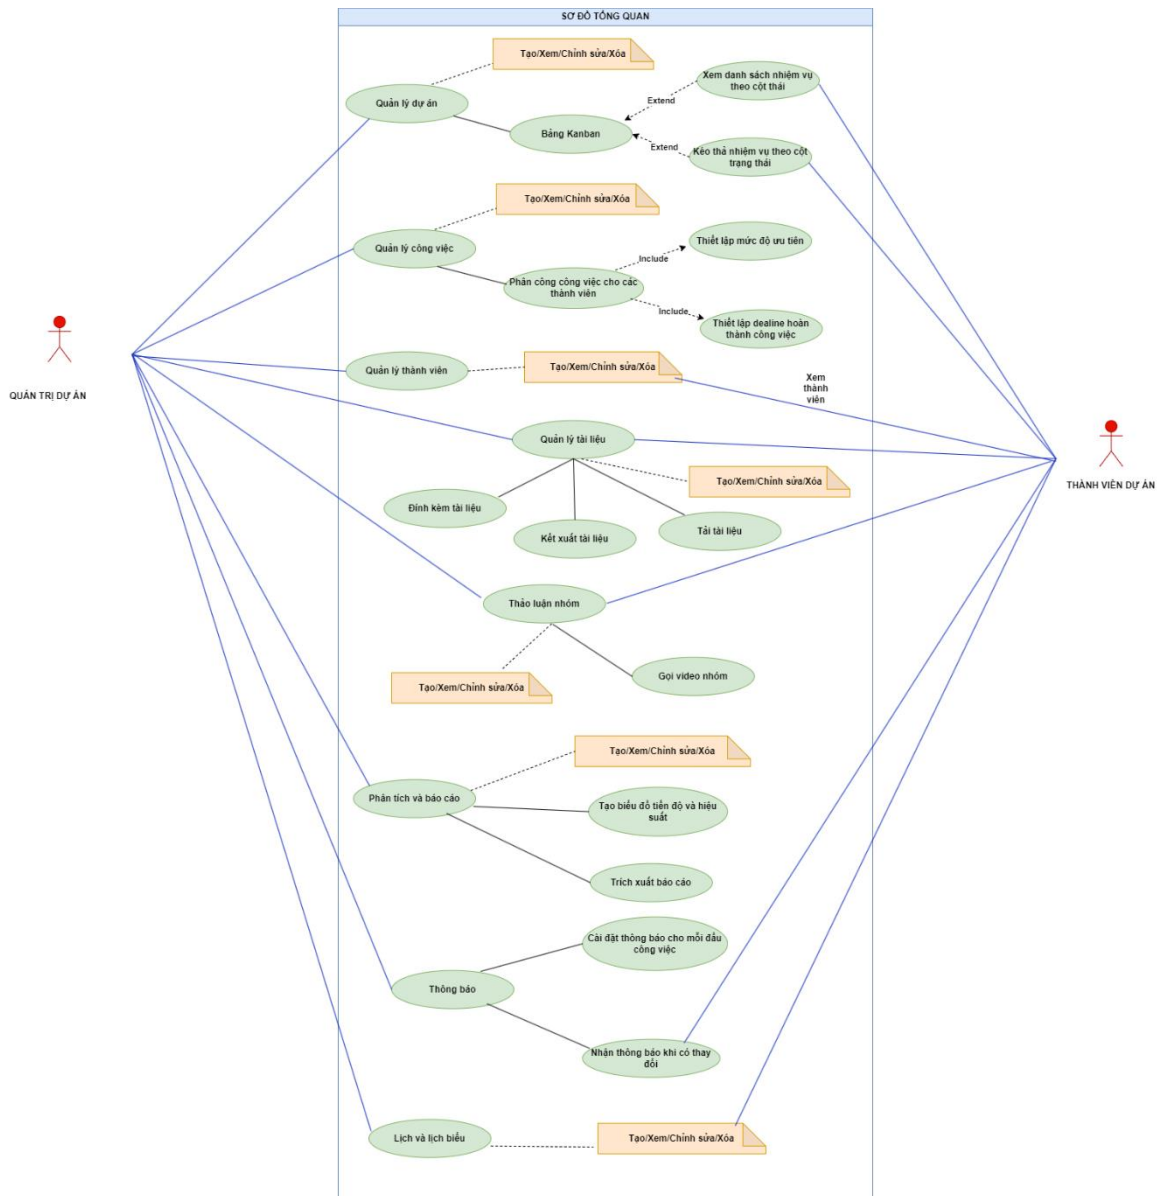 SƠ ĐỒ TỔNG QUAN
Tạo/Xem/Chỉnh sửa/Xóa
Xem danh sách nhiệm vụ
theo cột thái
Quản lý dự án
Extend
Bảng Kanban
Extend
Kéo thả nhiệm vụ theo cột
trạng thái
Tạo/Xem/Chỉnh sửa/Xóa
Quản lý công việc
Thiết lập mức độ ưu tiên
Include
Phân công công việc cho các
thành viên
Include
Thiết lập dealine hoàn
thành công việc
QUẢN TRỊ DỰ ÁN
Quản lý thành viên
Tạo/Xem/Chỉnh sửa/Xóa
Xem
thành
viên
Quản lý tài liệu
Tạo/Xem/Chỉnh sửa/Xóa
THÀNH VIÊN DỰ ÁN
Đính kèm tài liệu
Kết xuất tài liệu
Tải tài liệu
Thảo luận nhóm
Tạo/Xem/Chỉnh sửa/Xóa
Gọi video nhóm
Tạo/Xem/Chỉnh sửa/Xóa
Phân tích và báo cáo
Tạo biểu đồ tiến độ và hiệu
suất
Trích xuất báo cáo
Cài đặt thông báo cho mỗi đầu
công việc
Thông báo
Nhận thông báo khi có thay
đổi
Lịch và lịch biểu
Tạo/Xem/Chỉnh sửa/Xóa